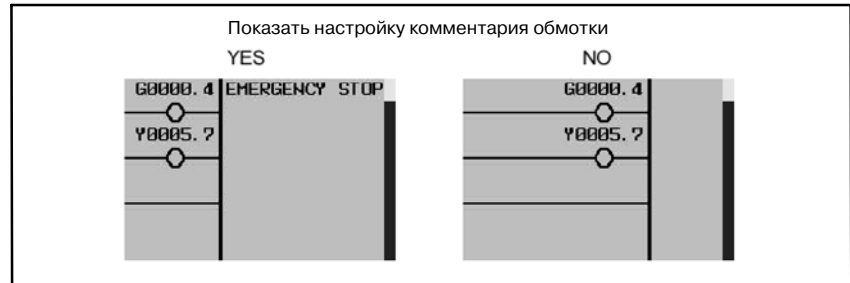 Показать настройку комментария обмотки
YES NO
G0000.4 EMERGENCY STOP G0000.4
Y0005.7 Y0005.7